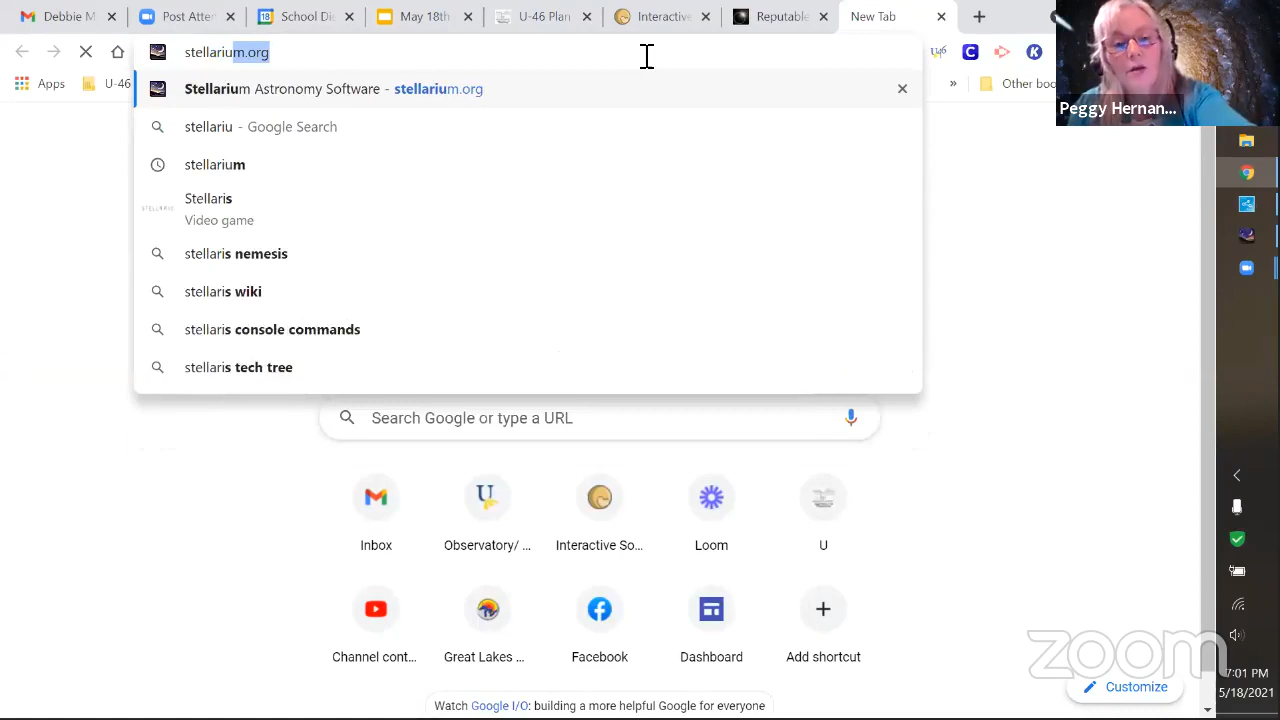 Middle
Post Atten
School Di
May 18th
U-46 Plan
Interactive
Reputable
New Tab
stellarium.org
U46
Apps
U-46
»
Other boo
Stellarium Astronomy Software - stellarium.org
stellariu - Google Search
stellarium
Stellaris
Video game
stellaris nemesis
stellaris wiki
stellaris console commands
stellaris tech tree
Peggy Hernan...
Search Google or type a URL
Inbox
Observatory/ ...
Interactive So...
Loom
U
Channel cont...
Great Lakes ...
Facebook
Dashboard
Add shortcut
Customize
Watch Google I/O: building a more helpful Google for everyone
zoom
7:01 PM
5/18/2021